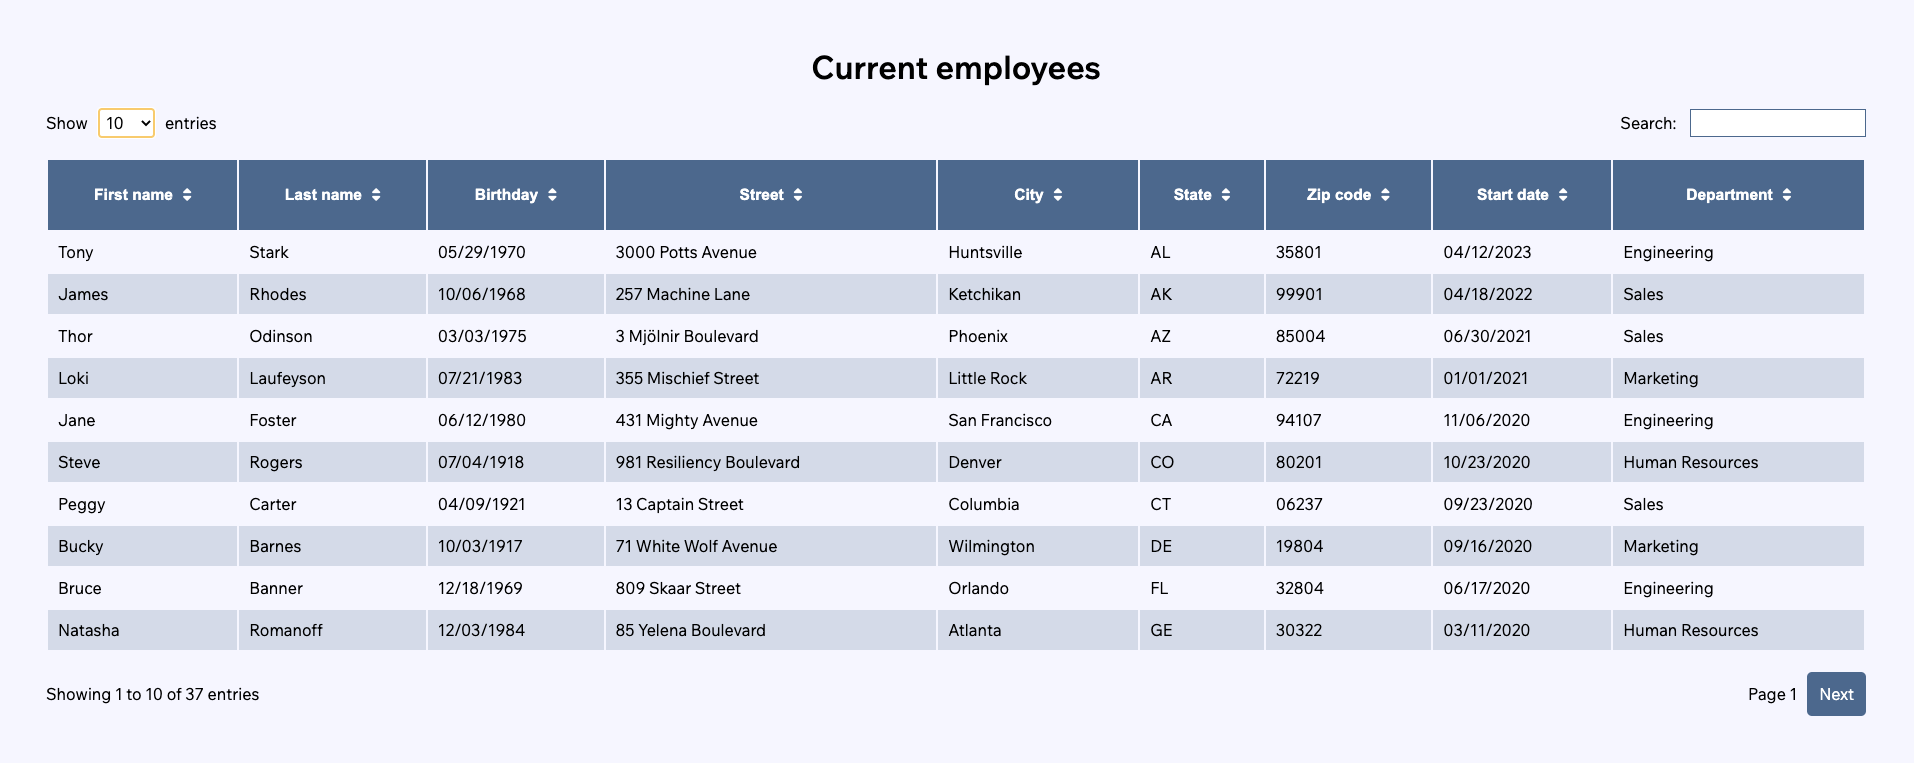 Current employees
Show 10 entries Search:
First name Last name Birthday Street City State Zip code Start date Department
Tony Stark 05/29/1970 3000 Potts Avenue Huntsville AL 35801 04/12/2023 Engineering
James Rhodes 10/06/1968 257 Machine Lane Ketchikan AK 99901 04/18/2022 Sales
Thor Odinson 03/03/1975 3 Mjölnir Boulevard Phoenix AZ 85004 06/30/2021 Sales
Loki Laufeyson 07/21/1983 355 Mischief Street Little Rock AR 72219 01/01/2021 Marketing
Jane Foster 06/12/1980 431 Mighty Avenue San Francisco CA 94107 11/06/2020 Engineering
Steve Rogers 07/04/1918 981 Resiliency Boulevard Denver CO 80201 10/23/2020 Human Resources
Peggy Carter 04/09/1921 13 Captain Street Columbia CT 06237 09/23/2020 Sales
Bucky Barnes 10/03/1917 71 White Wolf Avenue Wilmington DE 19804 09/16/2020 Marketing
Bruce Banner 12/18/1969 809 Skaar Street Orlando FL 32804 06/17/2020 Engineering
Natasha Romanoff 12/03/1984 85 Yelena Boulevard Atlanta GE 30322 03/11/2020 Human Resources
Showing 1 to 10 of 37 entries Page 1 Next